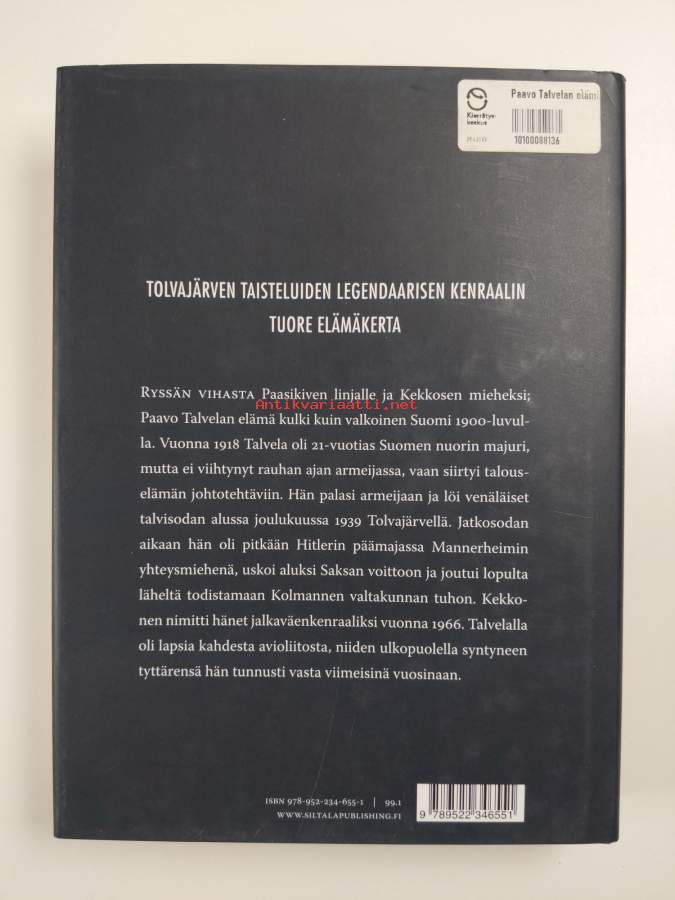 Paavo Talvelan eläm
Kierrätys-
keskus
10100088136
TOLVAJÄRVEN TAISTELUIDEN LEGENDAARISEN KENRAALIN
TUORE ELÄMÄKERTA
Ryssän vihasta Paasikiven linjalle ja Kekkosen mieheksi;
Antikvariaatti.net
Paavo Talvelan elämä kulki kuin valkoinen Suomi 1900-luvul-
la. Vuonna 1918 Talvela oli 21-vuotias Suomen nuorin majuri,
mutta ei viihtynyt rauhan ajan armeijassa, vaan siirtyi talous-
elämän johtotehtäviin. Hän palasi armeijaan ja löi venäläiset
talvisodan alussa joulukuussa 1939 Tolvajärvellä. Jatkosodan
aikaan hän oli pitkään Hitlerin päämajassa Mannerheimin
yhteysmiehenä, uskoi aluksi Saksan voittoon ja joutui lopulta
läheltä todistamaan Kolmannen valtakunnan tuhon. Kekko-
nen nimitti hänet jalkaväenkenraaliksi vuonna 1966. Talvelalla
oli lapsia kahdesta avioliitosta, niiden ulkopuolella syntyneen
tyttärensä hän tunnusti vasta viimeisinä vuosinaan.
ISBN 978-952-234-655-1 | 99.1
WWW.SILTALAPUBLISHING.FI
9 789522 346551